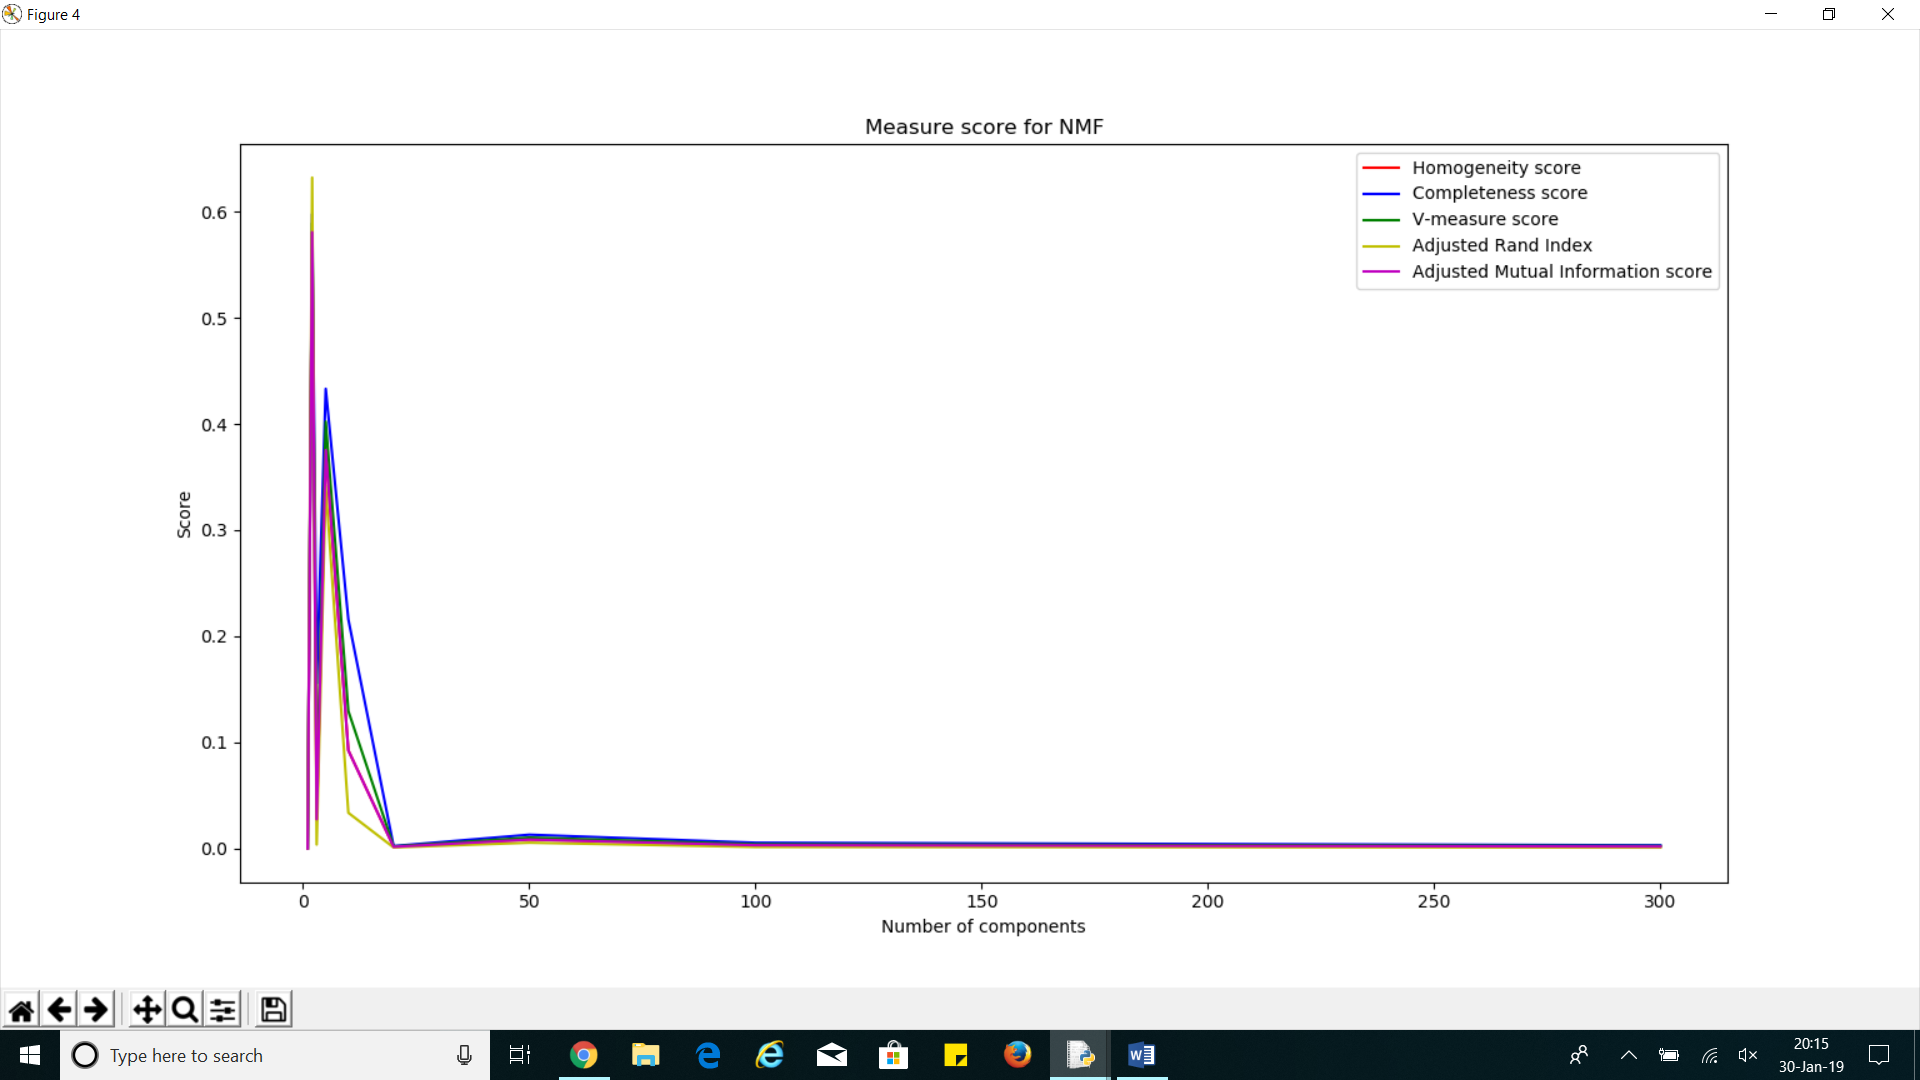 Figure 4
Measure score for NMF
Homogeneity score
Completeness score
V-measure score
Adjusted Rand Index
Adjusted Mutual Information score
0.6
0.5
0.4
0.3
0.2
0.1
0.0
Score
0 50 100 150 200 250 300
Number of components
Type here to search
20:15
30-Jan-19